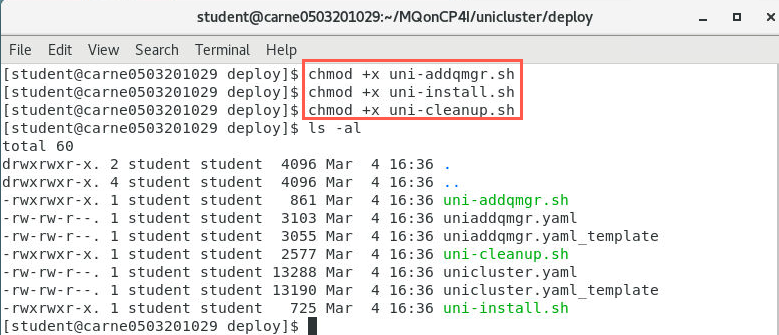 student@carne0503201029:~/MQonCP4I/unicluster/deploy
File Edit View Search Terminal Help
[student@carne0503201029 deploy]$ chmod +x uni-addqmgr.sh
[student@carne0503201029 deploy]$ chmod +x uni-install.sh
[student@carne0503201029 deploy]$ chmod +x uni-cleanup.sh
[student@carne0503201029 deploy]$ ls -al
total 60
drwxrwxr-x. 2 student student  4096 Mar  4 16:36 .
drwxrwxr-x. 4 student student  4096 Mar  4 16:36 ..
-rwxrwxr-x. 1 student student   861 Mar  4 16:36 uni-addqmgr.sh
-rw-rw-r--. 1 student student  3103 Mar  4 16:36 uniaddqmgr.yaml
-rw-rw-r--. 1 student student  3055 Mar  4 16:36 uniaddqmgr.yaml_template
-rwxrwxr-x. 1 student student  2577 Mar  4 16:36 uni-cleanup.sh
-rw-rw-r--. 1 student student 13288 Mar  4 16:36 unicluster.yaml
-rw-rw-r--. 1 student student 13190 Mar  4 16:36 unicluster.yaml_template
-rwxrwxr-x. 1 student student   725 Mar  4 16:36 uni-install.sh
[student@carne0503201029 deploy]$